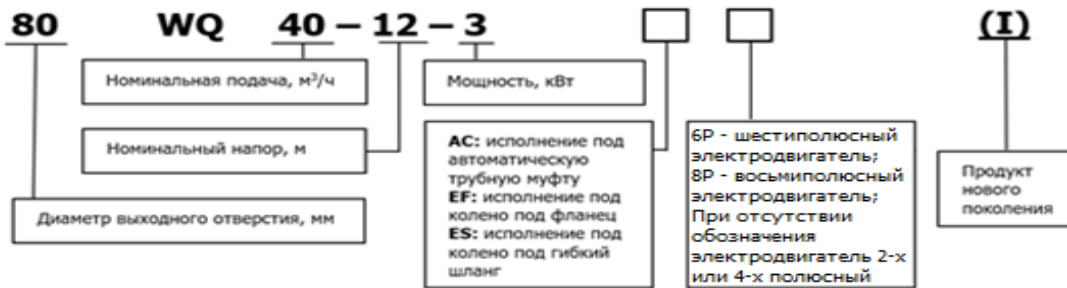 80 WQ 40 – 12 – 3 (I)
Номинальная подача, м³/ч
Мощность, кВт
Номинальный напор, м
Диаметр выходного отверстия, мм
AC: исполнение под
автоматическую
трубную муфту
EF: исполнение под
колено под фланец
ES: исполнение под
колено под гибкий
шланг
6P - шестиполюсный
электродвигатель;
8P - восьмиполюсный
электродвигатель;
При отсутствии
обозначения
электродвигатель 2-х
или 4-х полюсный
Продукт
нового
поколения